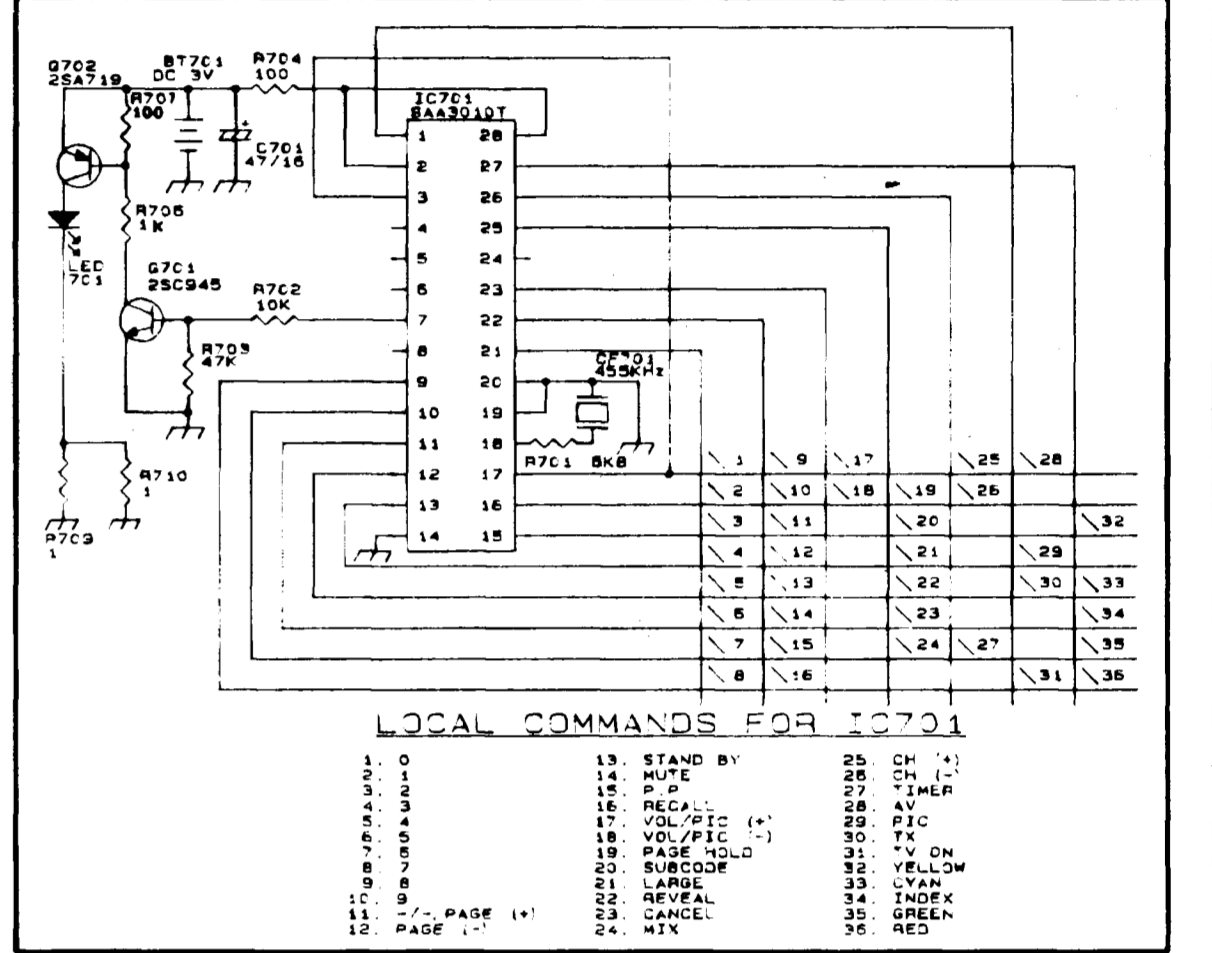 Q702
2SA719
BT701
DC 3V
R704
100
R707
100
IC701
SAA3010T
+
C701
47/16
R706
1K
LED
701
Q701
2SC945
R702
10K
R703
47K
CF701
455KHz
R701 6K8
R710
1
R709
1
1 28
2 27
3 26
4 25
5 24
6 23
7 22
8 21
9 20
10 19
11 18
12 17
13 16
14 15
1 9 17 25 28
2 10 18 19 26
3 11 20 32
4 12 21 29
5 13 22 30 33
6 14 23 34
7 15 24 27 35
8 16 31 36
LOCAL COMMANDS FOR IC701
1. 0
2. 1
3. 2
4. 3
5. 4
6. 5
7. 6
8. 7
9. 8
10. 9
11. -/-, PAGE (+)
12. PAGE (-)
13. STAND BY
14. MUTE
15. P.P
16. RECALL
17. VOL/PIC (+)
18. VOL/PIC (-)
19. PAGE HOLD
20. SUBCODE
21. LARGE
22. REVEAL
23. CANCEL
24. MIX
25. CH (+)
26. CH (-)
27. TIMER
28. AV
29. PIC
30. TX
31. TV ON
32. YELLOW
33. CYAN
34. INDEX
35. GREEN
36. RED